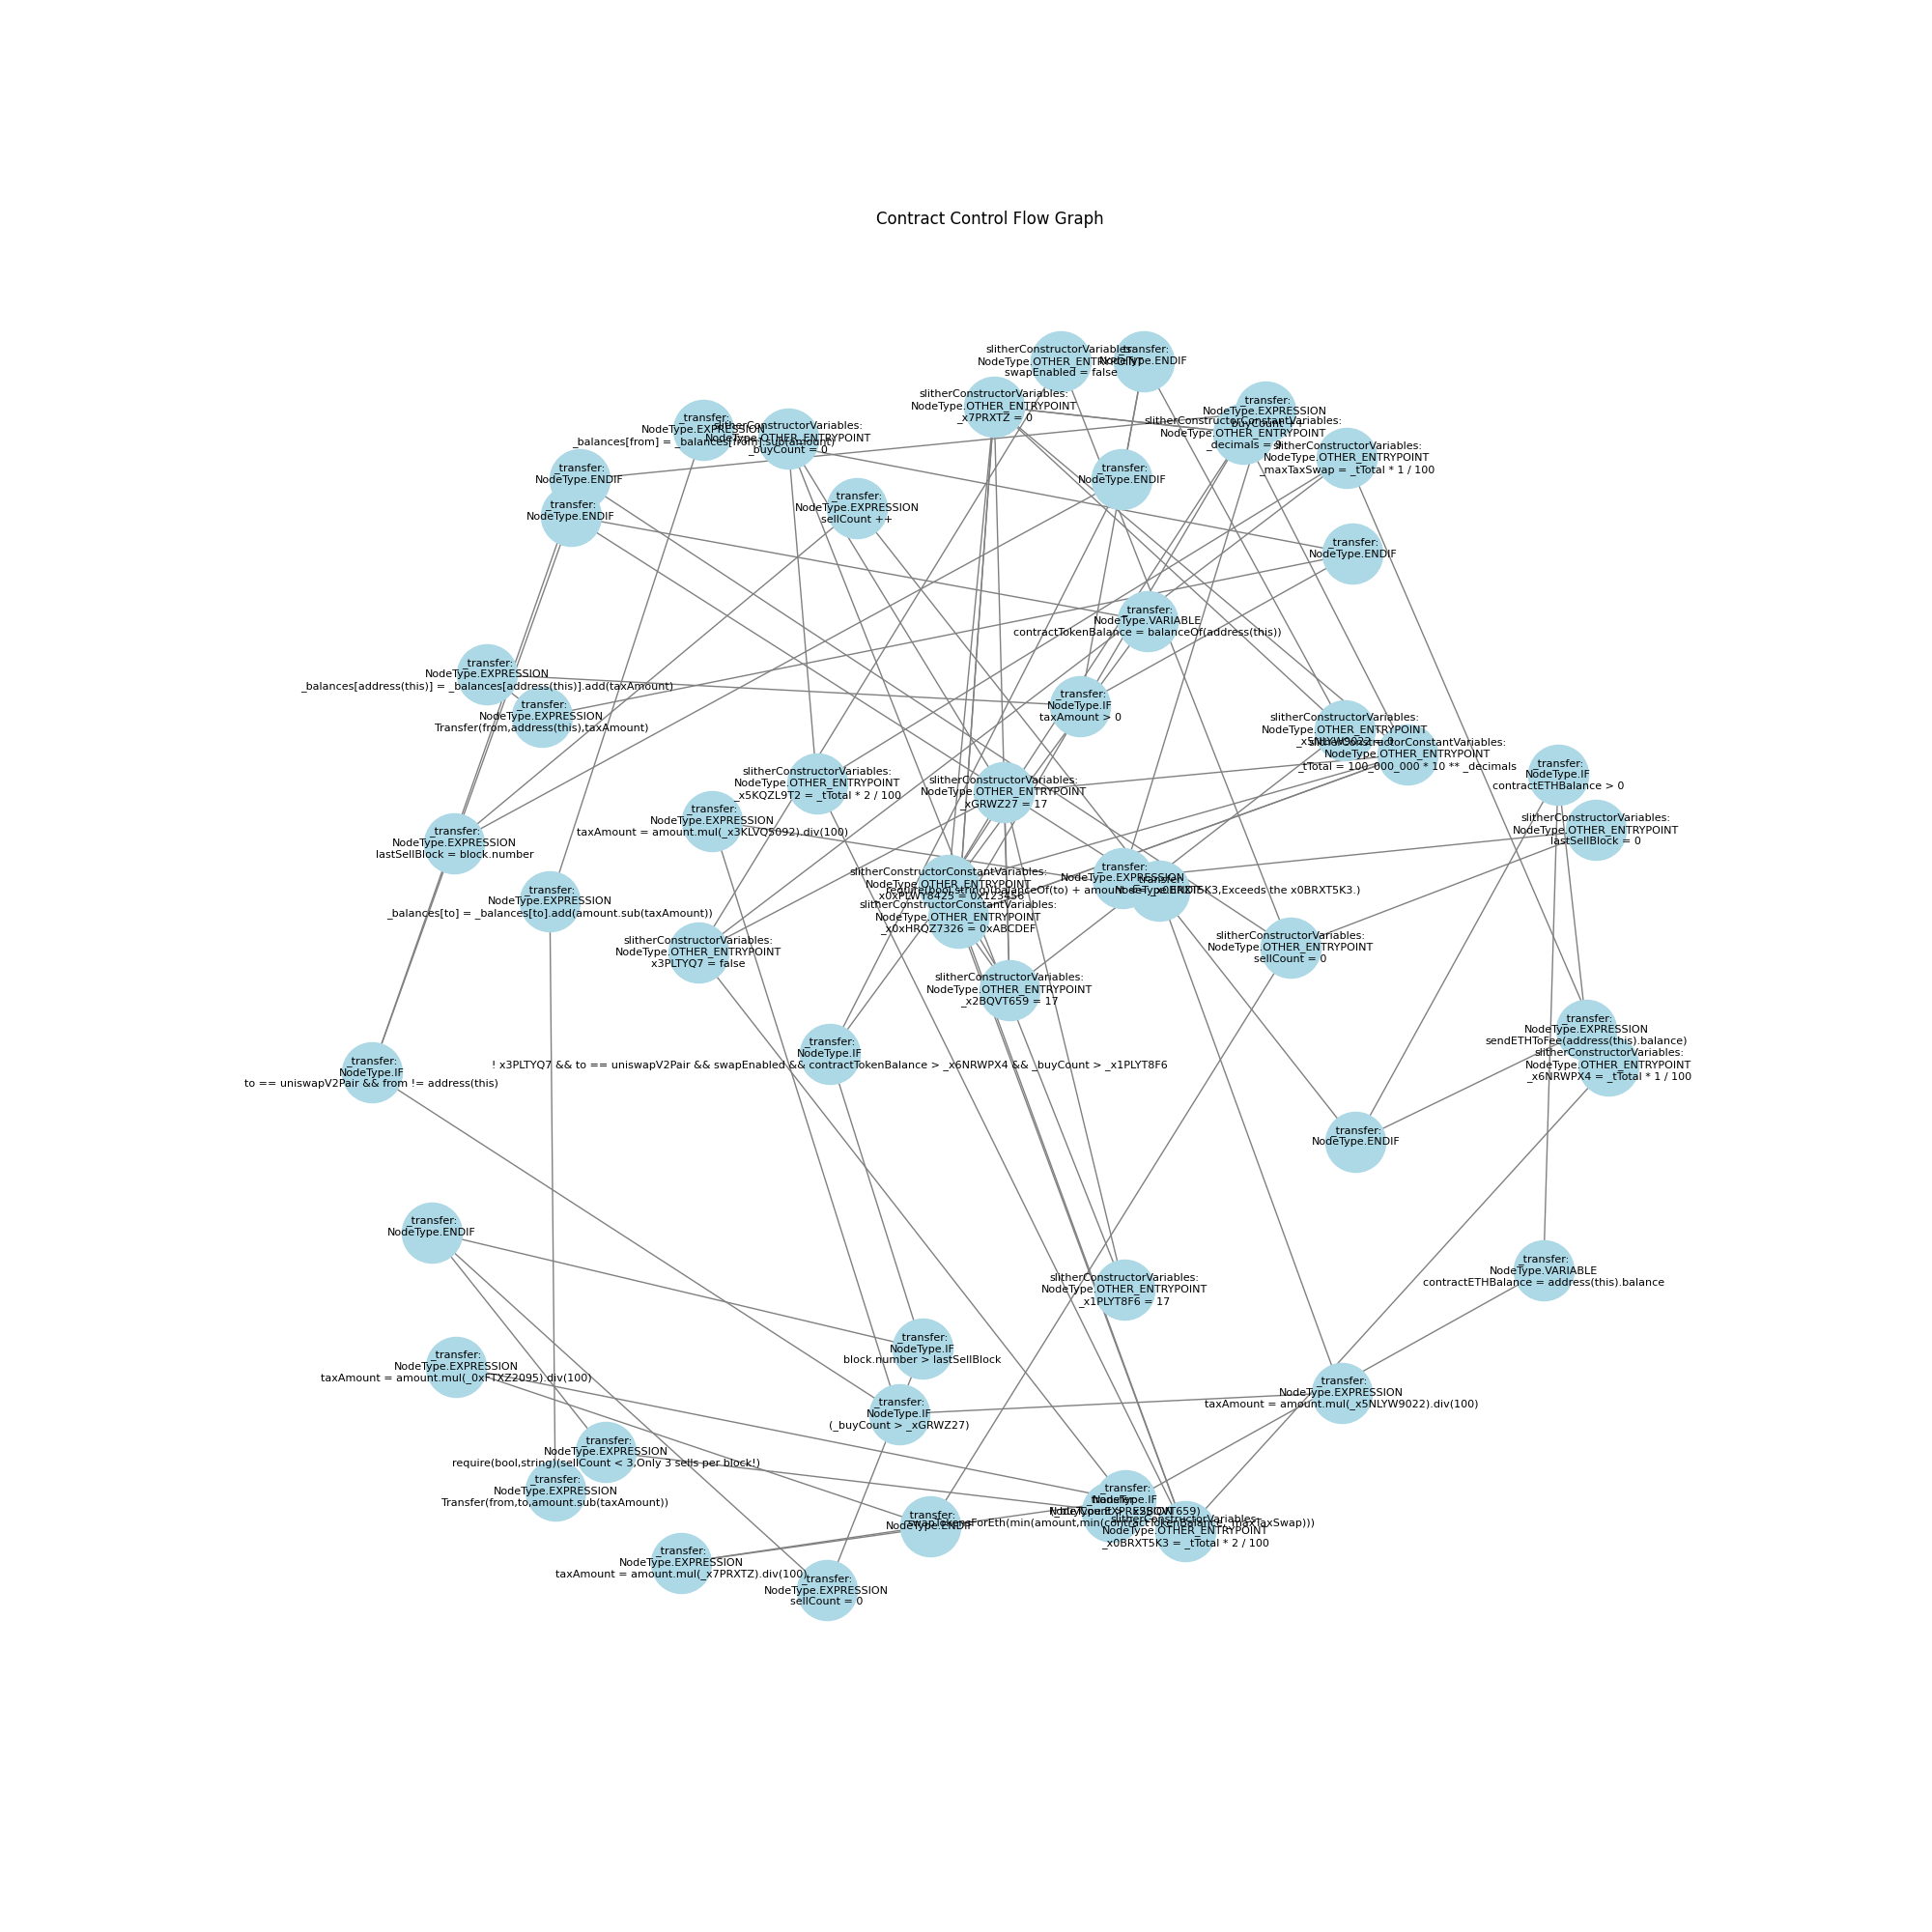 Contract Control Flow Graph
slitherConstructorVariables:
NodeType.OTHER_ENTRYPOINT
swapEnabled = false
_transfer:
NodeType.ENDIF
slitherConstructorVariables:
NodeType.OTHER_ENTRYPOINT
_x7PRXTZ = 0
_transfer:
NodeType.EXPRESSION
_buyCount ++
slitherConstructorConstantVariables:
NodeType.OTHER_ENTRYPOINT
_decimals = 9
_transfer:
NodeType.EXPRESSION
_balances[from] = _balances[from].sub(amount)
slitherConstructorVariables:
NodeType.OTHER_ENTRYPOINT
_buyCount = 0
slitherConstructorVariables:
NodeType.OTHER_ENTRYPOINT
_maxTaxSwap = _tTotal * 1 / 100
_transfer:
NodeType.ENDIF
_transfer:
NodeType.ENDIF
_transfer:
NodeType.ENDIF
_transfer:
NodeType.EXPRESSION
sellCount ++
_transfer:
NodeType.ENDIF
_transfer:
NodeType.VARIABLE
contractTokenBalance = balanceOf(address(this))
_transfer:
NodeType.EXPRESSION
_balances[address(this)] = _balances[address(this)].add(taxAmount)
_transfer:
NodeType.EXPRESSION
Transfer(from,address(this),taxAmount)
_transfer:
NodeType.IF
taxAmount > 0
slitherConstructorVariables:
NodeType.OTHER_ENTRYPOINT
_x5NLYW9022 = 0
slitherConstructorConstantVariables:
NodeType.OTHER_ENTRYPOINT
_tTotal = 100_000_000 * 10 ** _decimals
_transfer:
NodeType.IF
contractETHBalance > 0
slitherConstructorVariables:
NodeType.OTHER_ENTRYPOINT
_x5KQZL9T2 = _tTotal * 2 / 100
slitherConstructorVariables:
NodeType.OTHER_ENTRYPOINT
_xGRWZ27 = 17
_transfer:
NodeType.EXPRESSION
taxAmount = amount.mul(_x3KLVQ5092).div(100)
slitherConstructorVariables:
NodeType.OTHER_ENTRYPOINT
lastSellBlock = 0
_transfer:
NodeType.EXPRESSION
lastSellBlock = block.number
slitherConstructorConstantVariables:
NodeType.OTHER_ENTRYPOINT
_x0xPLWY8425 = 0x123456
_transfer:
NodeType.EXPRESSION
require(bool,string)(balanceOf(to) + amount <= _x0BRXT5K3,Exceeds the x0BRXT5K3.)
_transfer:
NodeType.ENDIF
_transfer:
NodeType.EXPRESSION
_balances[to] = _balances[to].add(amount.sub(taxAmount))
slitherConstructorConstantVariables:
NodeType.OTHER_ENTRYPOINT
_x0xHRQZ7326 = 0xABCDEF
slitherConstructorVariables:
NodeType.OTHER_ENTRYPOINT
x3PLTYQ7 = false
slitherConstructorVariables:
NodeType.OTHER_ENTRYPOINT
sellCount = 0
slitherConstructorVariables:
NodeType.OTHER_ENTRYPOINT
_x2BQVT659 = 17
_transfer:
NodeType.EXPRESSION
sendETHToFee(address(this).balance)
slitherConstructorVariables:
NodeType.OTHER_ENTRYPOINT
_x6NRWPX4 = _tTotal * 1 / 100
_transfer:
NodeType.IF
! x3PLTYQ7 && to == uniswapV2Pair && swapEnabled && contractTokenBalance > _x6NRWPX4 && _buyCount > _x1PLYT8F6
_transfer:
NodeType.IF
to == uniswapV2Pair && from != address(this)
_transfer:
NodeType.ENDIF
_transfer:
NodeType.ENDIF
_transfer:
NodeType.VARIABLE
contractETHBalance = address(this).balance
slitherConstructorVariables:
NodeType.OTHER_ENTRYPOINT
_x1PLYT8F6 = 17
_transfer:
NodeType.IF
block.number > lastSellBlock
_transfer:
NodeType.EXPRESSION
taxAmount = amount.mul(_0xFTXZ2095).div(100)
_transfer:
NodeType.EXPRESSION
taxAmount = amount.mul(_x5NLYW9022).div(100)
_transfer:
NodeType.IF
(_buyCount > _xGRWZ27)
_transfer:
NodeType.EXPRESSION
require(bool,string)(sellCount < 3,Only 3 sells per block!)
_transfer:
NodeType.EXPRESSION
Transfer(from,to,amount.sub(taxAmount))
_transfer:
NodeType.IF
(_buyCount > _x2BQVT659)
_transfer:
NodeType.EXPRESSION
swapTokensForEth(min(amount,min(contractTokenBalance,_maxTaxSwap)))
_transfer:
NodeType.ENDIF
slitherConstructorVariables:
NodeType.OTHER_ENTRYPOINT
_x0BRXT5K3 = _tTotal * 2 / 100
_transfer:
NodeType.EXPRESSION
taxAmount = amount.mul(_x7PRXTZ).div(100)
_transfer:
NodeType.EXPRESSION
sellCount = 0